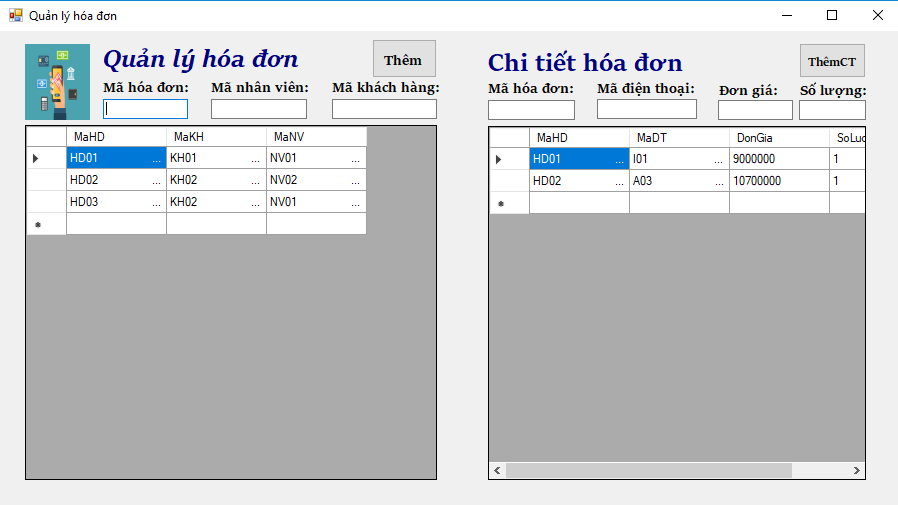 Quản lý hóa đơn
Quản lý hóa đơn
Thêm
Mã hóa đơn:
Mã nhân viên:
Mã khách hàng:
MaHD MaKH MaNV
HD01 ... KH01 ... NV01 ...
HD02 ... KH02 ... NV02 ...
HD03 ... KH02 ... NV01 ...
Chi tiết hóa đơn
ThêmCT
Mã hóa đơn:
Mã điện thoại:
Đơn giá:
Số lượng:
MaHD MaDT DonGia SoLuo
HD01 ... I01 ... 9000000 1
HD02 ... A03 ... 10700000 1